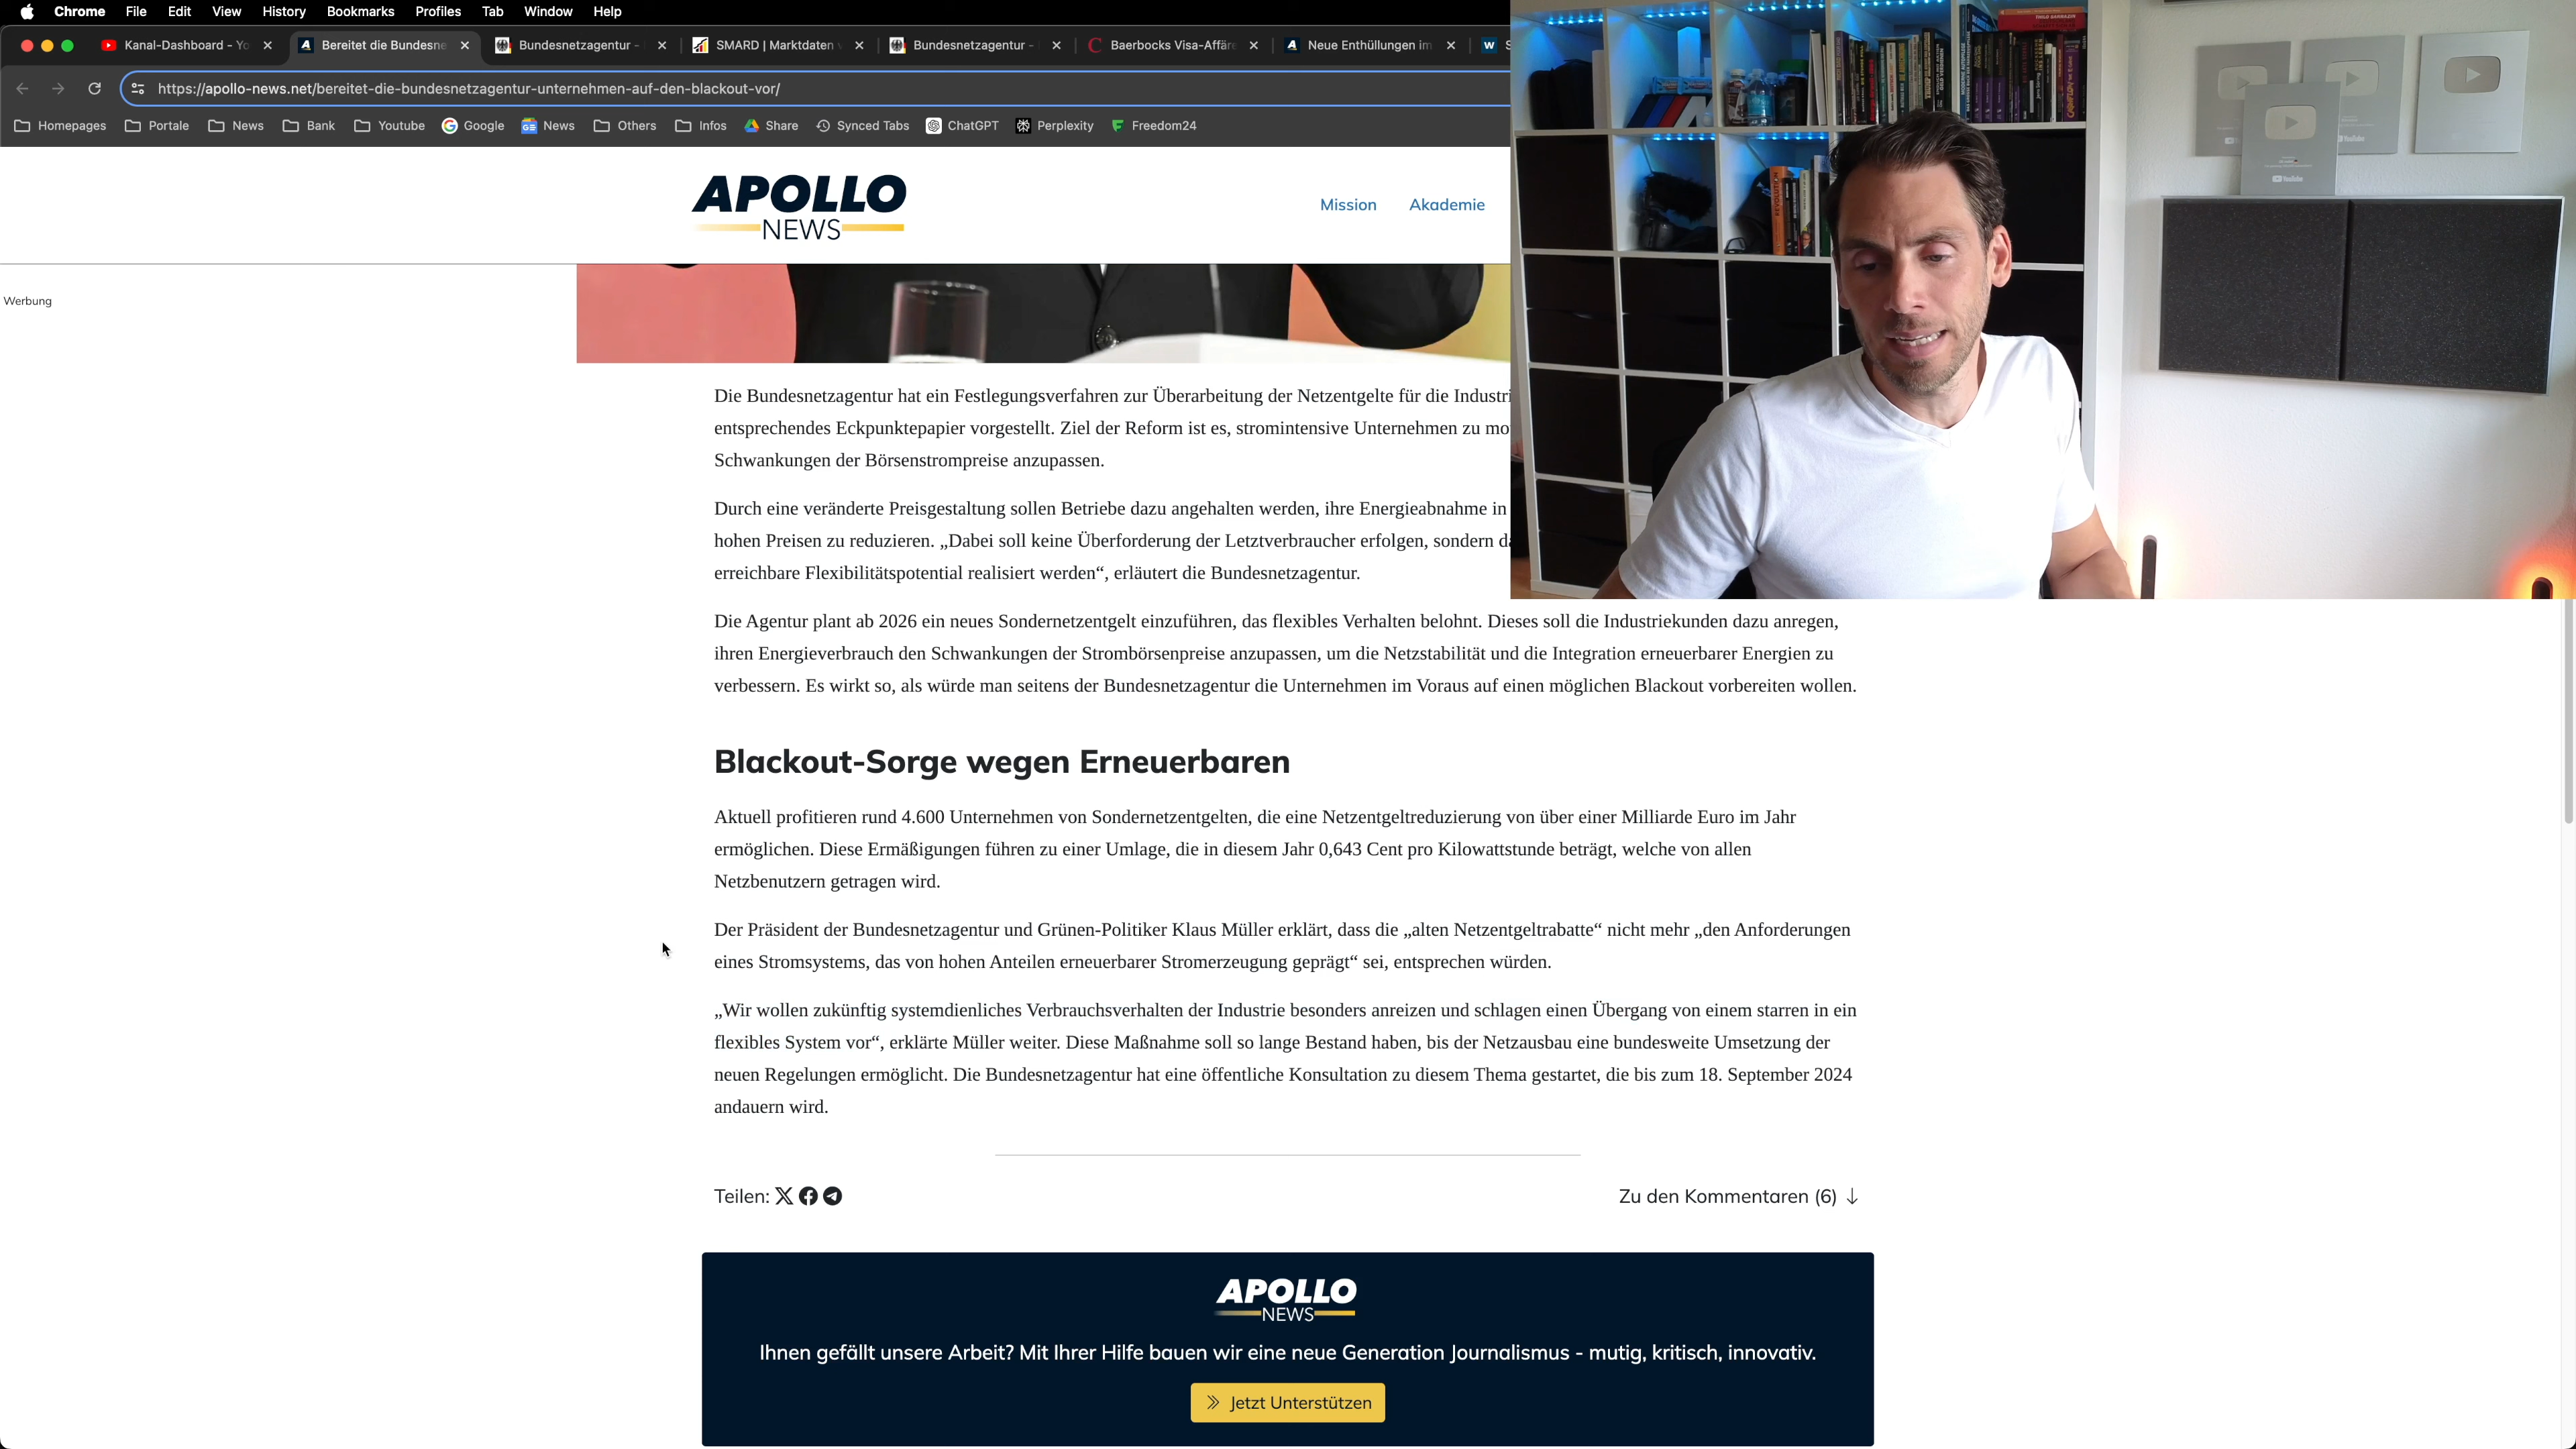 Chrome File Edit View History Bookmarks Profiles Tab Window Help
Kanal-Dashboard - Yo
Bereitet die Bundesne
Bundesnetzagentur -
SMARD | Marktdaten
Bundesnetzagentur -
Baerbocks Visa-Affäre
Neue Enthüllungen im
https://apollo-news.net/bereitet-die-bundesnetzagentur-unternehmen-auf-den-blackout-vor/
Homepages Portale News Bank Youtube Google News Others Infos Share Synced Tabs ChatGPT Perplexity Freedom24
APOLLO
NEWS
Mission Akademie
Werbung
Die Bundesnetzagentur hat ein Festlegungsverfahren zur Überarbeitung der Netzentgelte für die Industri
entsprechendes Eckpunktepapier vorgestellt. Ziel der Reform ist es, stromintensive Unternehmen zu mo
Schwankungen der Börsenstrompreise anzupassen.
Durch eine veränderte Preisgestaltung sollen Betriebe dazu angehalten werden, ihre Energieabnahme in
hohen Preisen zu reduzieren. „Dabei soll keine Überforderung der Letztverbraucher erfolgen, sondern da
erreichbare Flexibilitätspotential realisiert werden“, erläutert die Bundesnetzagentur.
Die Agentur plant ab 2026 ein neues Sondernetzentgelt einzuführen, das flexibles Verhalten belohnt. Dieses soll die Industriekunden dazu anregen,
ihren Energieverbrauch den Schwankungen der Strombörsenpreise anzupassen, um die Netzstabilität und die Integration erneuerbarer Energien zu
verbessern. Es wirkt so, als würde man seitens der Bundesnetzagentur die Unternehmen im Voraus auf einen möglichen Blackout vorbereiten wollen.
Blackout-Sorge wegen Erneuerbaren
Aktuell profitieren rund 4.600 Unternehmen von Sondernetzentgelten, die eine Netzentgeltreduzierung von über einer Milliarde Euro im Jahr
ermöglichen. Diese Ermäßigungen führen zu einer Umlage, die in diesem Jahr 0,643 Cent pro Kilowattstunde beträgt, welche von allen
Netzbenutzern getragen wird.
Der Präsident der Bundesnetzagentur und Grünen-Politiker Klaus Müller erklärt, dass die „alten Netzentgeltrabatte“ nicht mehr „den Anforderungen
eines Stromsystems, das von hohen Anteilen erneuerbarer Stromerzeugung geprägt“ sei, entsprechen würden.
„Wir wollen zukünftig systemdienliches Verbrauchsverhalten der Industrie besonders anreizen und schlagen einen Übergang von einem starren in ein
flexibles System vor“, erklärte Müller weiter. Diese Maßnahme soll so lange Bestand haben, bis der Netzausbau eine bundesweite Umsetzung der
neuen Regelungen ermöglicht. Die Bundesnetzagentur hat eine öffentliche Konsultation zu diesem Thema gestartet, die bis zum 18. September 2024
andauern wird.
Teilen:
Zu den Kommentaren (6) ↓
APOLLO
NEWS
Ihnen gefällt unsere Arbeit? Mit Ihrer Hilfe bauen wir eine neue Generation Journalismus - mutig, kritisch, innovativ.
Jetzt Unterstützen